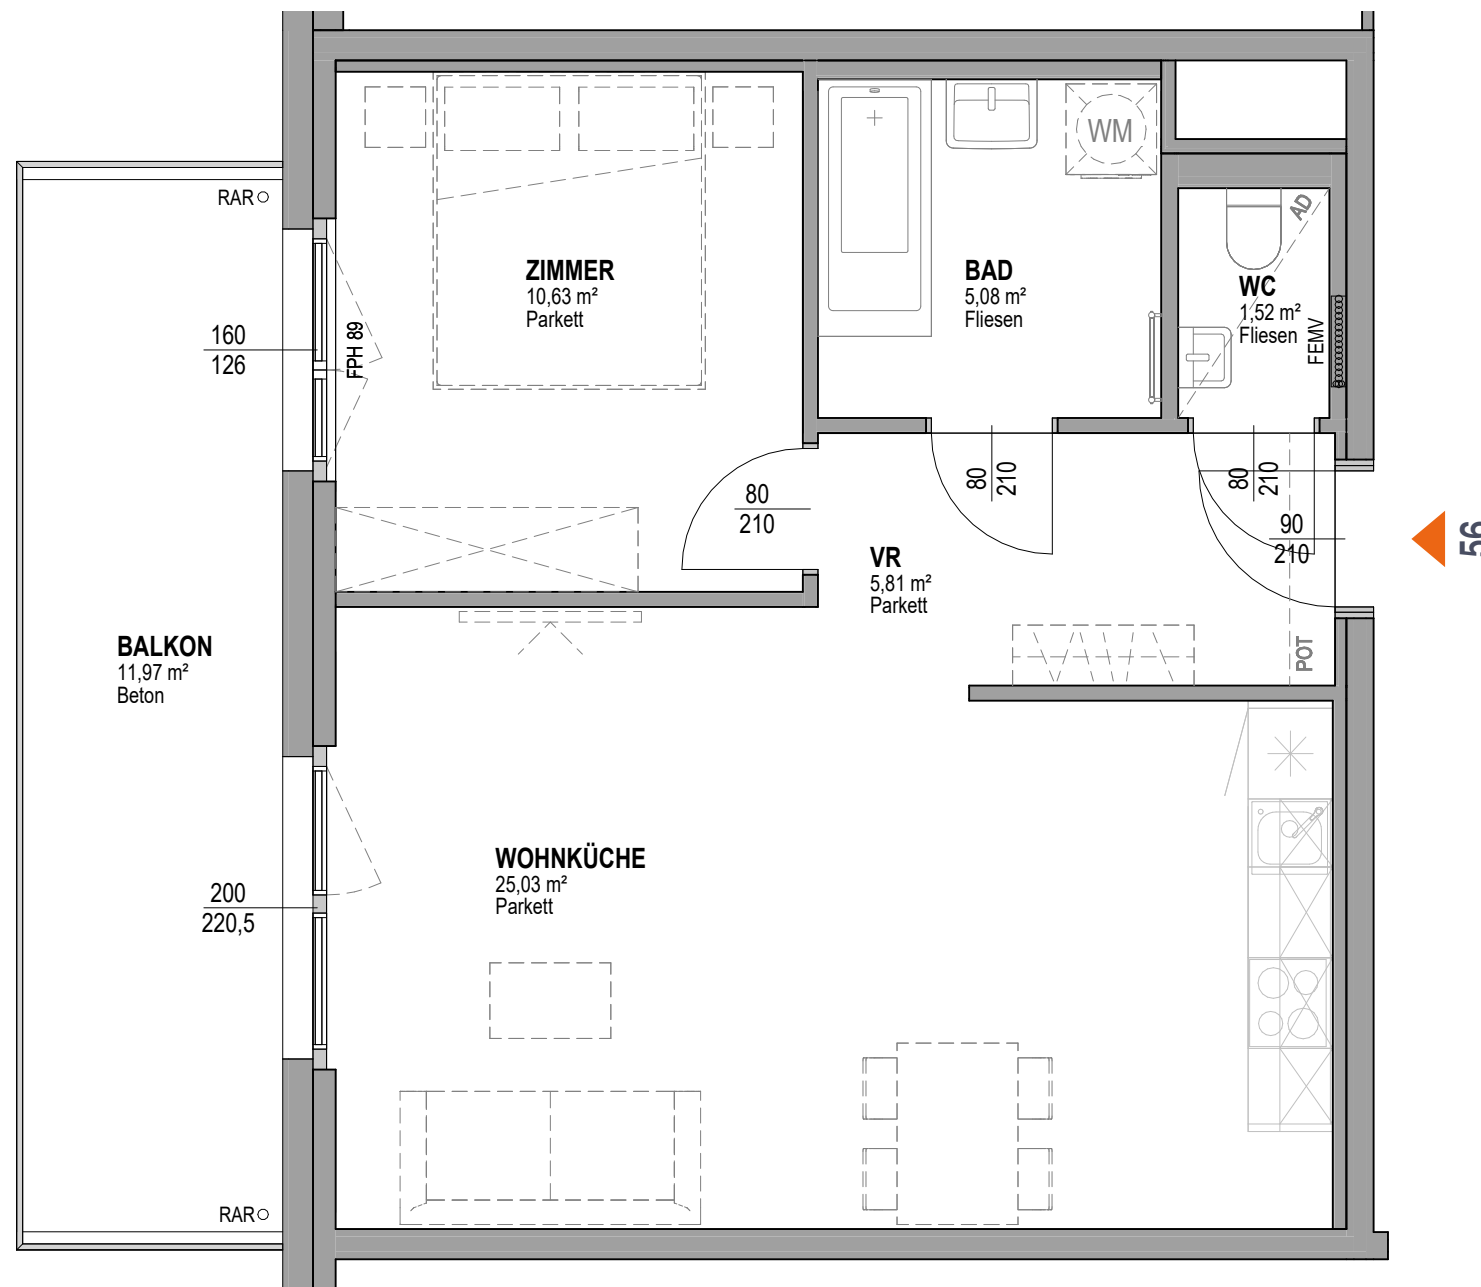 RAR
WM
AD
ZIMMER
10,63 m²
Parkett
BAD
5,08 m²
Fliesen
WC
1,52 m²
Fliesen
FEMV
160
126
FPH 89
80
210
80
210
80
210
90
210
56
VR
5,81 m²
Parkett
POT
BALKON
11,97 m²
Beton
WOHNKÜCHE
25,03 m²
Parkett
200
220,5
RAR